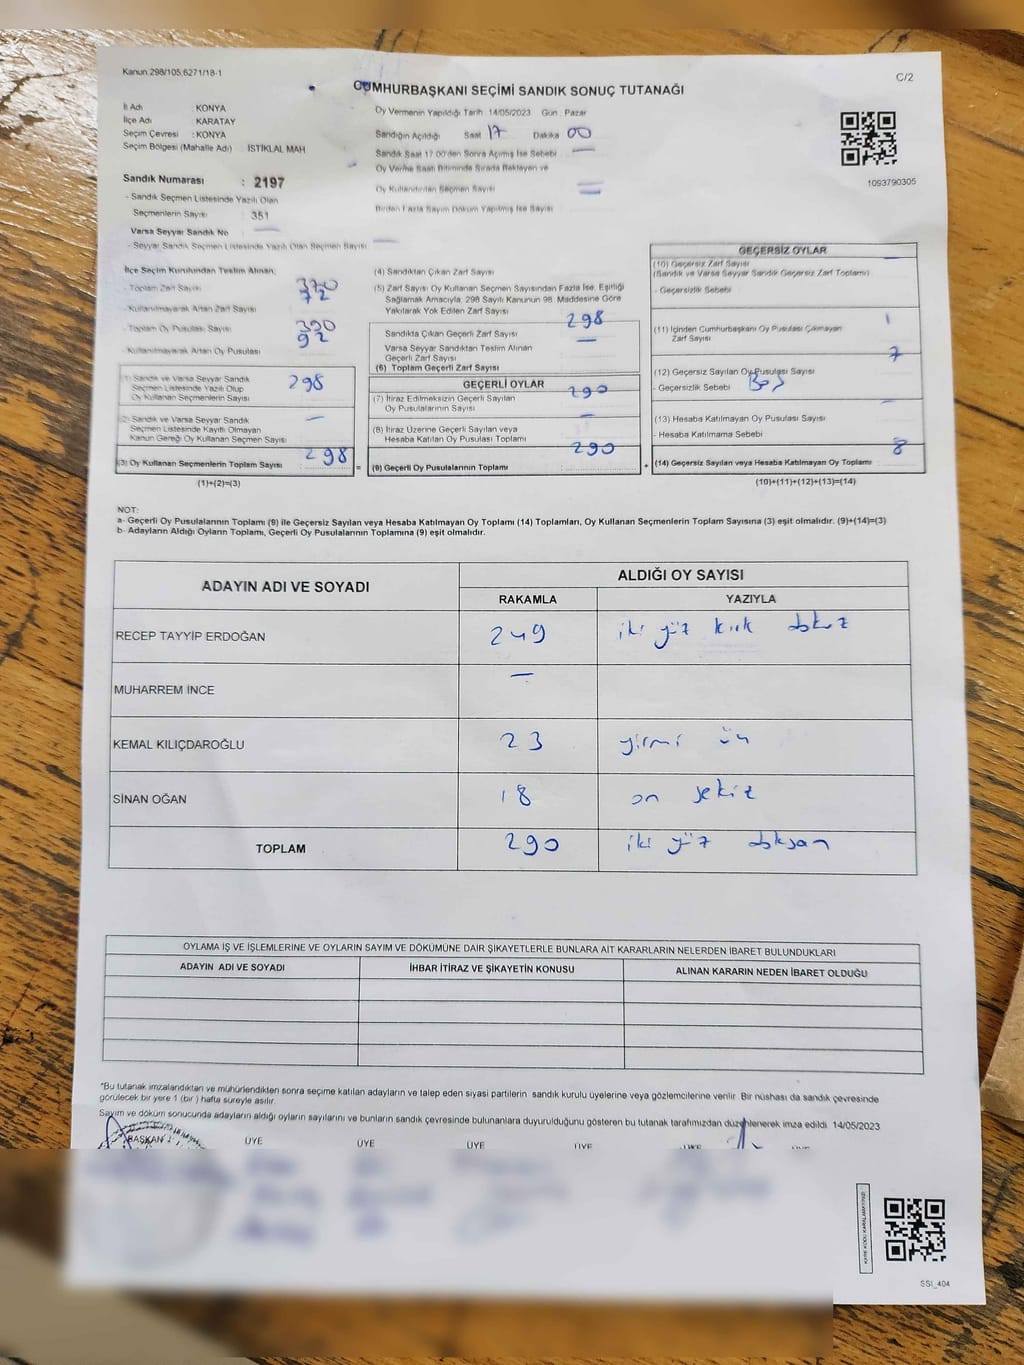 Kanun:298/105;6271/18-1
C/2
CUMHURBAŞKANI SEÇİMİ SANDIK SONUÇ TUTANAĞI
İl Adı : KONYA
İlçe Adı : KARATAY
Seçim Çevresi : KONYA
Seçim Bölgesi (Mahalle Adı) : İSTİKLAL MAH
Sandık Numarası : 2197
- Sandık Seçmen Listesinde Yazılı Olan
Seçmenlerin Sayısı : 351
Varsa Seyyar Sandık No —
- Seyyar Sandık Seçmen Listesinde Yazılı Olan Seçmen Sayısı —
Oy Vermenin Yapıldığı Tarih 14/05/2023 Gün : Pazar
Sandığın Açıldığı Saat 17 Dakika 00
Sandık Saat 17.00'den Sonra Açılmış İse Sebebi —
Oy Verme Saati Bitiminde Sırada Bekleyen ve
Oy Kullandırılan Seçmen Sayısı —
Birden Fazla Sayım Döküm Yapılmış İse Sayısı —
1093790305
İlçe Seçim Kurulundan Teslim Alınan;
- Toplam Zarf Sayısı 370
- Kullanılmayarak Artan Zarf Sayısı 72
- Toplam Oy Pusulası Sayısı 390
- Kullanılmayarak Artan Oy Pusulası 92
(1) Sandık ve Varsa Seyyar Sandık
Seçmen Listesinde Yazılı Olup
Oy Kullanan Seçmenlerin Sayısı 298
(2) Sandık ve Varsa Seyyar Sandık
Seçmen Listesinde Kayıtlı Olmayan
Kanun Gereği Oy Kullanan Seçmen Sayısı —
(3) Oy Kullanan Seçmenlerin Toplam Sayısı 298 =
(1)+(2)=(3)
(4) Sandıktan Çıkan Zarf Sayısı
(5) Zarf Sayısı Oy Kullanan Seçmen Sayısından Fazla İse, Eşitliği
Sağlamak Amacıyla, 298 Sayılı Kanunun 98. Maddesine Göre
Yakılarak Yok Edilen Zarf Sayısı
Sandıkta Çıkan Geçerli Zarf Sayısı 298
Varsa Seyyar Sandıktan Teslim Alınan
Geçerli Zarf Sayısı —
(6) Toplam Geçerli Zarf Sayısı
GEÇERLİ OYLAR
(7) İtiraz Edilmeksizin Geçerli Sayılan
Oy Pusulalarının Sayısı 290
(8) İtiraz Üzerine Geçerli Sayılan veya
Hesaba Katılan Oy Pusulası Toplamı —
(9) Geçerli Oy Pusulalarının Toplamı 290 +
GEÇERSİZ OYLAR
(10) Geçersiz Zarf Sayısı —
(Sandık ve Varsa Seyyar Sandık Geçersiz Zarf Toplamı)
- Geçersizlik Sebebi
(11) İçinden Cumhurbaşkanı Oy Pusulası Çıkmayan
Zarf Sayısı 1
(12) Geçersiz Sayılan Oy Pusulası Sayısı 7
- Geçersizlik Sebebi Boş
(13) Hesaba Katılmayan Oy Pusulası Sayısı —
- Hesaba Katılmama Sebebi
(14) Geçersiz Sayılan veya Hesaba Katılmayan Oy Toplamı 8
(10)+(11)+(12)+(13)=(14)
NOT:
a- Geçerli Oy Pusulalarının Toplamı (9) ile Geçersiz Sayılan veya Hesaba Katılmayan Oy Toplamı (14) Toplamları, Oy Kullanan Seçmenlerin Toplam Sayısına (3) eşit olmalıdır. (9)+(14)=(3)
b- Adayların Aldığı Oyların Toplamı, Geçerli Oy Pusulalarının Toplamına (9) eşit olmalıdır.
ADAYIN ADI VE SOYADI ALDIĞI OY SAYISI
RAKAMLA YAZIYLA
RECEP TAYYİP ERDOĞAN 249 iki yüz kırk dokuz
MUHARREM İNCE —
KEMAL KILIÇDAROĞLU 23 yirmi üç
SİNAN OĞAN 18 on sekiz
TOPLAM 290 iki yüz doksan
OYLAMA İŞ VE İŞLEMLERİNE VE OYLARIN SAYIM VE DÖKÜMÜNE DAİR ŞİKAYETLERLE BUNLARA AİT KARARLARIN NELERDEN İBARET BULUNDUKLARI
ADAYIN ADI VE SOYADI İHBAR İTİRAZ VE ŞİKAYETİN KONUSU ALINAN KARARIN NEDEN İBARET OLDUĞU
*Bu tutanak imzalandıktan ve mühürlendikten sonra seçime katılan adayların ve talep eden siyasi partilerin sandık kurulu üyelerine veya gözlemcilerine verilir. Bir nüshası da sandık çevresinde
görülecek bir yere 1 (bir) hafta süreyle asılır.
Sayım ve döküm sonucunda adayların aldığı oyların sayılarını ve bunların sandık çevresinde bulunanlara duyurulduğunu gösteren bu tutanak tarafımızdan düzenlenerek imza edildi. 14/05/2023
BAŞKAN ÜYE ÜYE ÜYE ÜYE
SSİ_404